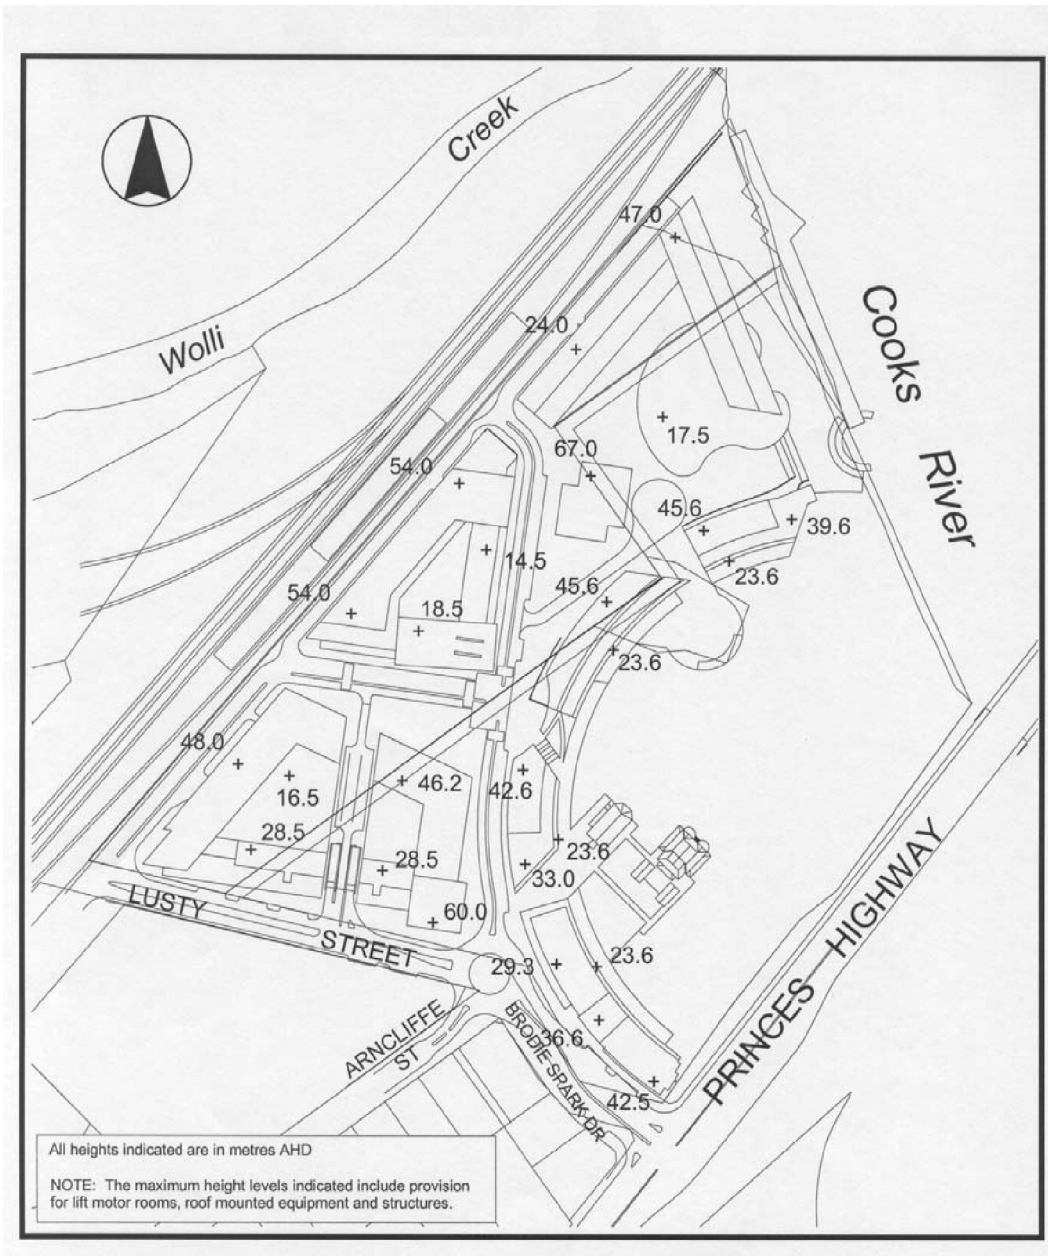 Creek
Wolli
47.0
24.0
Cooks
River
67.0
17.5
54.0
45.6
39.6
14.5
23.6
54.0
45.6
18.5
23.6
48.0
46.2
42.6
16.5
28.5
23.6
28.5
33.0
LUSTY
60.0
STREET
PRINCES HIGHWAY
29.3
23.6
ARNCLIFFE
ST
BRODIE SPARK DR
36.6
42.5
All heights indicated are in metres AHD
NOTE: The maximum height levels indicated include provision
for lift motor rooms, roof mounted equipment and structures.